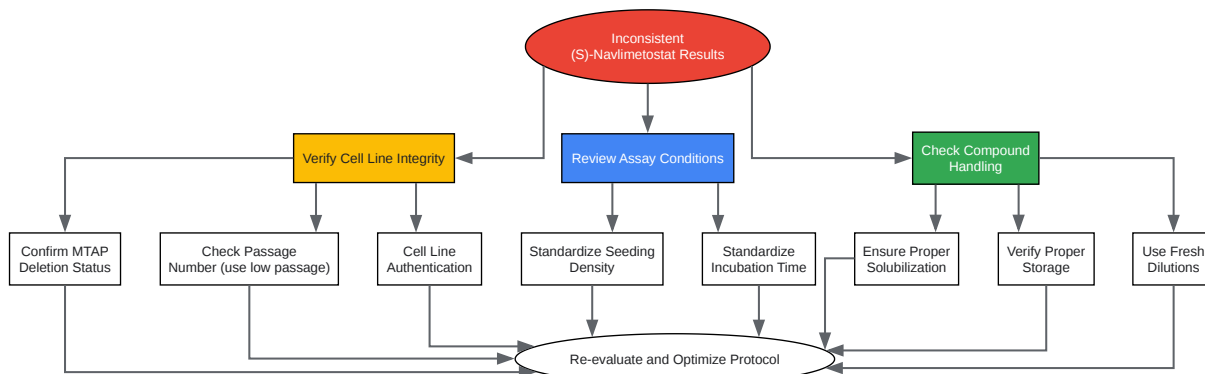 Inconsistent
(S)-Navlimetostat Results
Verify Cell Line Integrity
Review Assay Conditions
Check Compound
Handling
Confirm MTAP
Deletion Status
Check Passage
Number (use low passage)
Cell Line
Authentication
Standardize Seeding
Density
Standardize
Incubation Time
Ensure Proper
Solubilization
Verify Proper
Storage
Use Fresh
Dilutions
Re-evaluate and Optimize Protocol